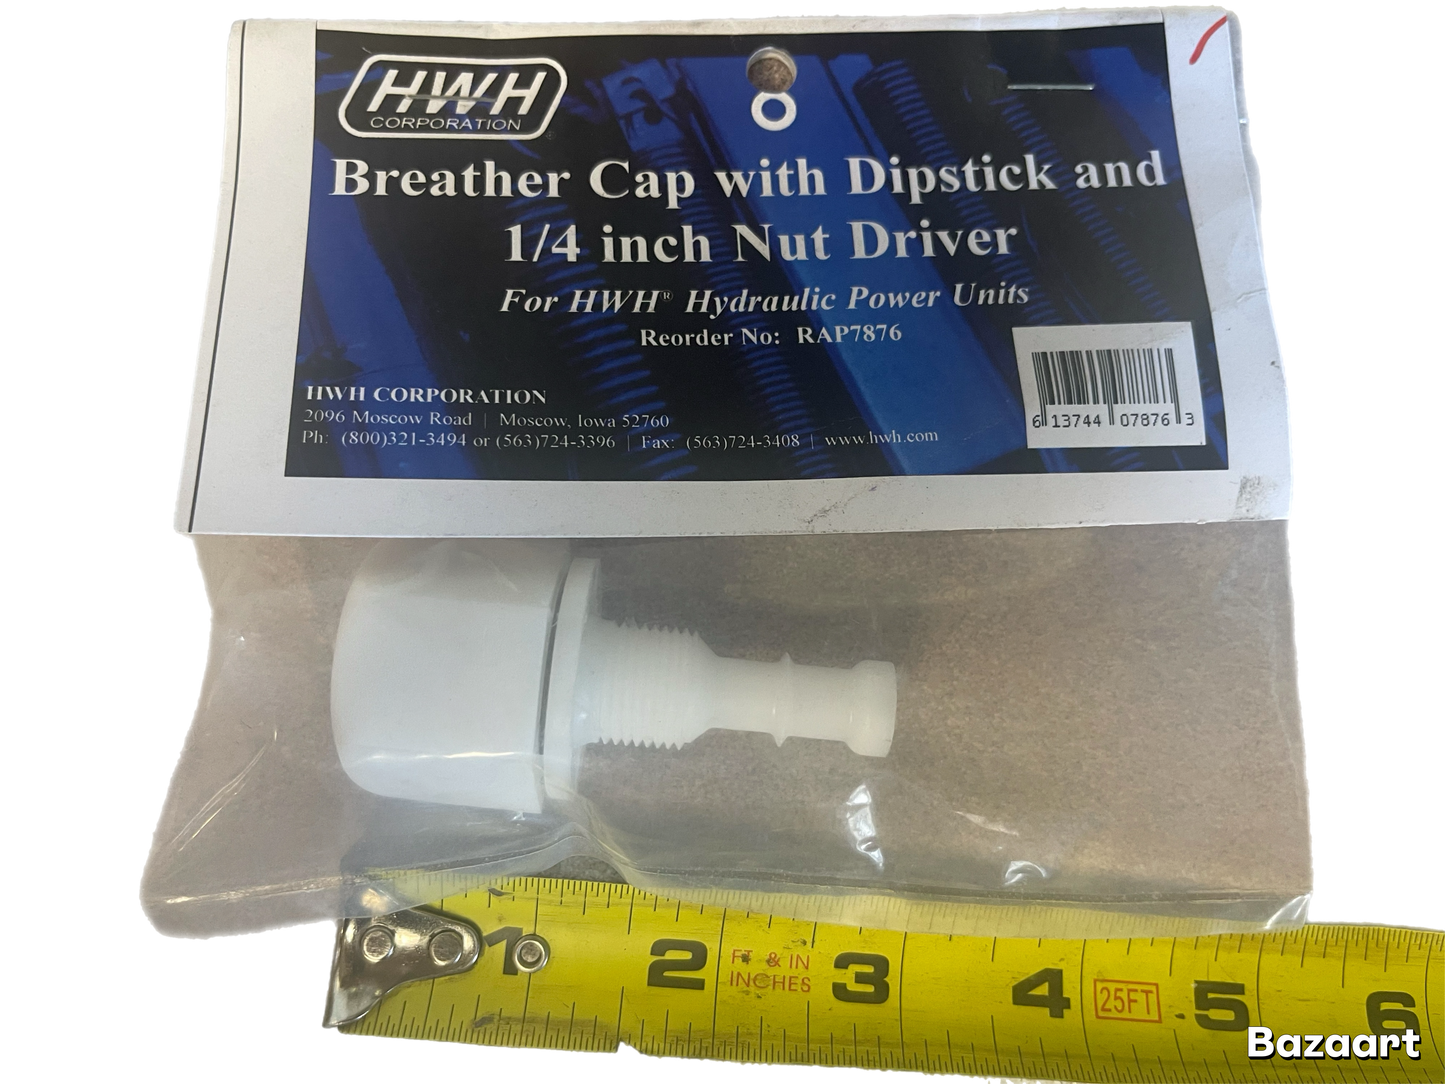 HWH
CORPORATION
Breather Cap with Dipstick and
1/4 inch Nut Driver
For HWH® Hydraulic Power Units
Reorder No: RAP7876
HWH CORPORATION
2096 Moscow Road | Moscow, Iowa 52760
Ph: (800)321-3494 or (563)724-3396 | Fax: (563)724-3408 | www.hwh.com
6 13744 07876 3
1 2 FT & IN 3 4 25FT 5 6
INCHES
Bazaart